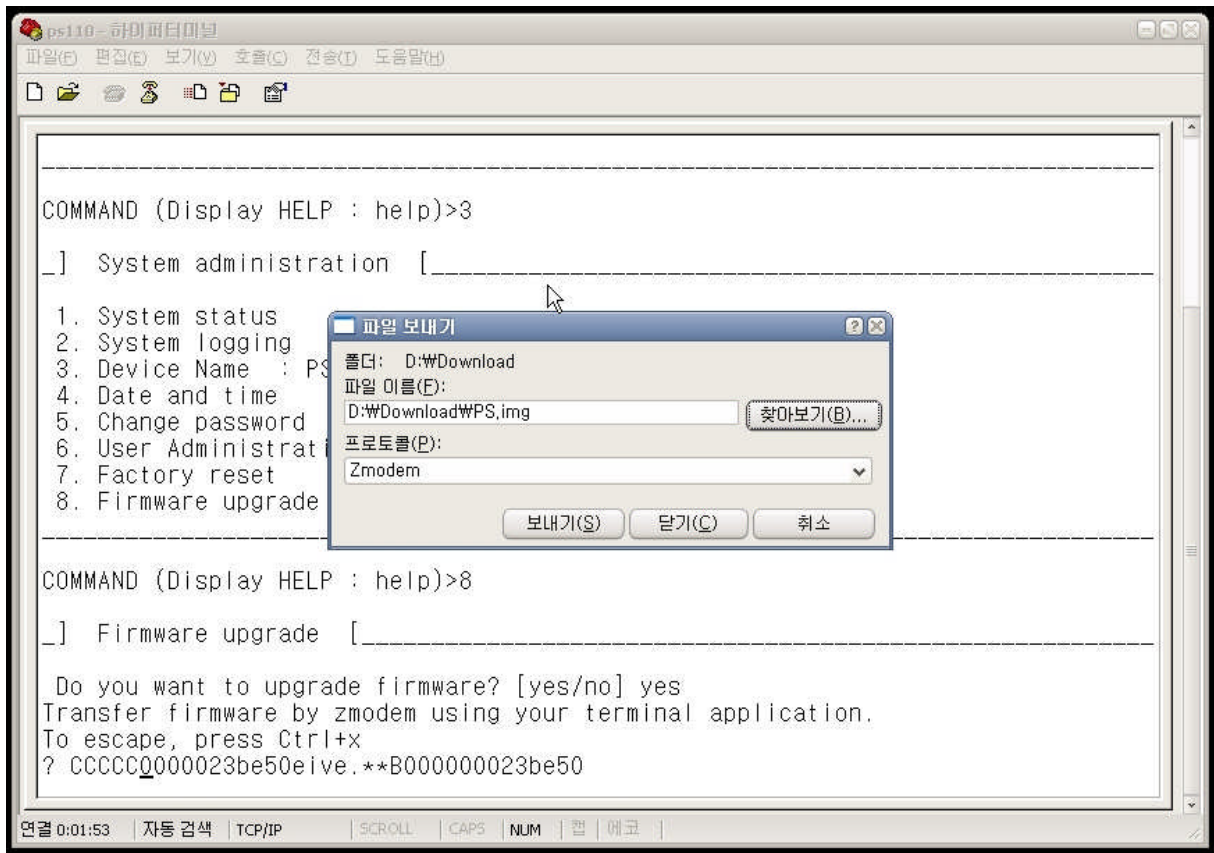 ps110 - 하이퍼터미널
파일(F) 편집(E) 보기(V) 호출(C) 전송(T) 도움말(H)
COMMAND (Display HELP : help)>3
_] System administration [________________________________________
1. System status
2. System logging
3. Device Name : PS
4. Date and time
5. Change password
6. User Administrati
7. Factory reset
8. Firmware upgrade
파일 보내기
폴더: D:₩Download
파일 이름(F):
D:₩Download₩PS,img
찾아보기(B)...
프로토콜(P):
Zmodem
보내기(S) 닫기(C) 취소
COMMAND (Display HELP : help)>8
_] Firmware upgrade [________________________________________
Do you want to upgrade firmware? [yes/no] yes
Transfer firmware by zmodem using your terminal application.
To escape, press Ctrl+x
? CCCCC0000023be50eive.**B000000023be50
연결 0:01:53 자동 검색 TCP/IP SCROLL CAPS NUM 캡 에코